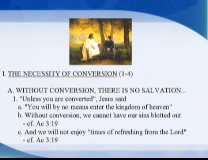 I. THE NECESSITY OF CONVERSION (1-4)
A. WITHOUT CONVERSION, THERE IS NO SALVATION...
1. "Unless you are converted", Jesus said
a. "You will by no means enter the kingdom of heaven"
b. Without conversion, we cannot have our sins blotted out
- cf. Ac 3:19
c. And we will not enjoy "times of refreshing from the Lord"
- cf. Ac 3:19